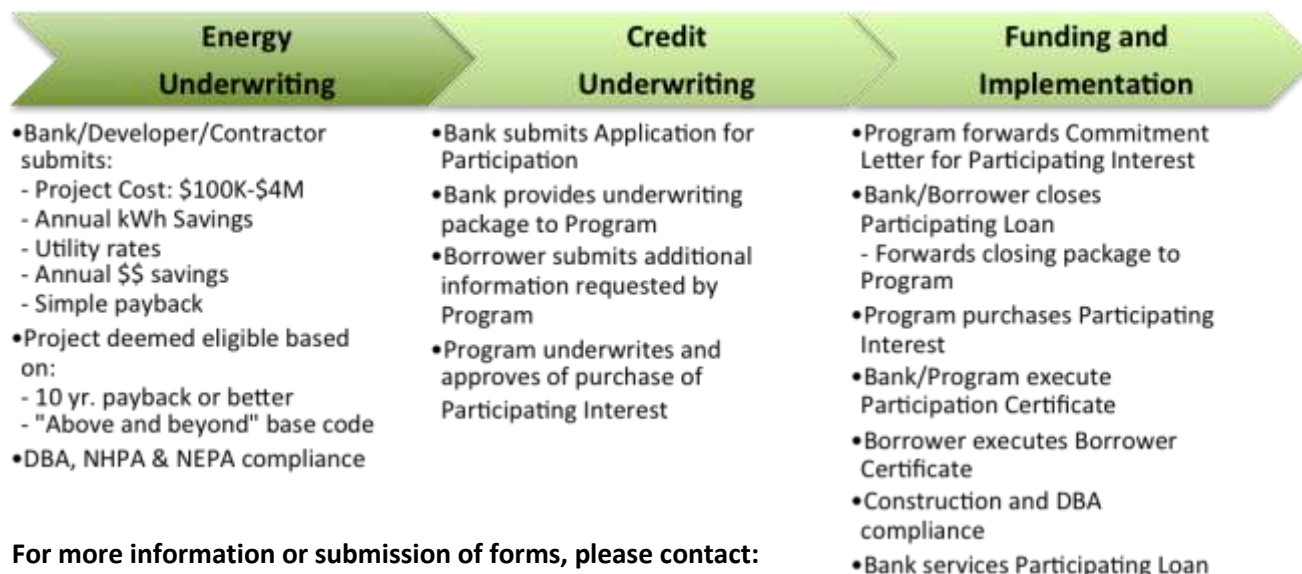 Energy
Underwriting
•Bank/Developer/Contractor
submits:
- Project Cost: $100K-$4M
- Annual kWh Savings
- Utility rates
- Annual $$ savings
- Simple payback
•Project deemed eligible based
on:
- 10 yr. payback or better
- "Above and beyond" base code
•DBA, NHPA & NEPA compliance
Credit
Underwriting
•Bank submits Application for
Participation
•Bank provides underwriting
package to Program
•Borrower submits additional
information requested by
Program
•Program underwrites and
approves of purchase of
Participating Interest
Funding and
Implementation
•Program forwards Commitment
Letter for Participating Interest
•Bank/Borrower closes
Participating Loan
- Forwards closing package to
Program
•Program purchases Participating
Interest
•Bank/Program execute
Participation Certificate
•Borrower executes Borrower
Certificate
•Construction and DBA
compliance
•Bank services Participating Loan
For more information or submission of forms, please contact: